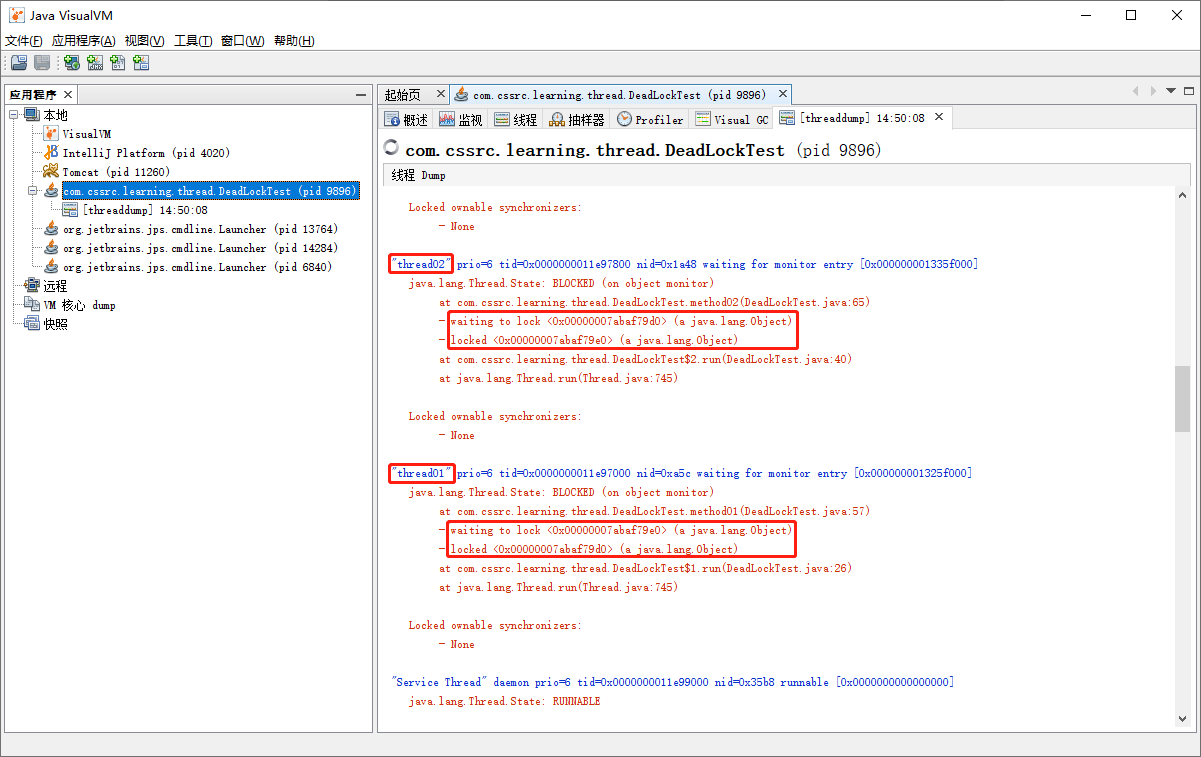 Java VisualVM
文件(F) 应用程序(A) 视图(V) 工具(T) 窗口(W) 帮助(H)
应用程序
本地
VisualVM
IntelliJ Platform (pid 4020)
Tomcat (pid 11260)
com.cssrc.learning.thread.DeadLockTest (pid 9896)
[threaddump] 14:50:08
org.jetbrains.jps.cmdline.Launcher (pid 13764)
org.jetbrains.jps.cmdline.Launcher (pid 14284)
org.jetbrains.jps.cmdline.Launcher (pid 6840)
远程
VM 核心 dump
快照
起始页 com.cssrc.learning.thread.DeadLockTest (pid 9896)
概述 监视 线程 抽样器 Profiler Visual GC [threaddump] 14:50:08
com.cssrc.learning.thread.DeadLockTest (pid 9896)
线程 Dump
Locked ownable synchronizers:
- None
"thread02" prio=6 tid=0x0000000011e97800 nid=0x1a48 waiting for monitor entry [0x000000001335f000]
java.lang.Thread.State: BLOCKED (on object monitor)
at com.cssrc.learning.thread.DeadLockTest.method02(DeadLockTest.java:65)
- waiting to lock <0x00000007abaf79d0> (a java.lang.Object)
- locked <0x00000007abaf79e0> (a java.lang.Object)
at com.cssrc.learning.thread.DeadLockTest$2.run(DeadLockTest.java:40)
at java.lang.Thread.run(Thread.java:745)
Locked ownable synchronizers:
- None
"thread01" prio=6 tid=0x0000000011e97000 nid=0xa5c waiting for monitor entry [0x000000001325f000]
java.lang.Thread.State: BLOCKED (on object monitor)
at com.cssrc.learning.thread.DeadLockTest.method01(DeadLockTest.java:57)
- waiting to lock <0x00000007abaf79e0> (a java.lang.Object)
- locked <0x00000007abaf79d0> (a java.lang.Object)
at com.cssrc.learning.thread.DeadLockTest$1.run(DeadLockTest.java:26)
at java.lang.Thread.run(Thread.java:745)
Locked ownable synchronizers:
- None
"Service Thread" daemon prio=6 tid=0x0000000011e99000 nid=0x35b8 runnable [0x0000000000000000]
java.lang.Thread.State: RUNNABLE